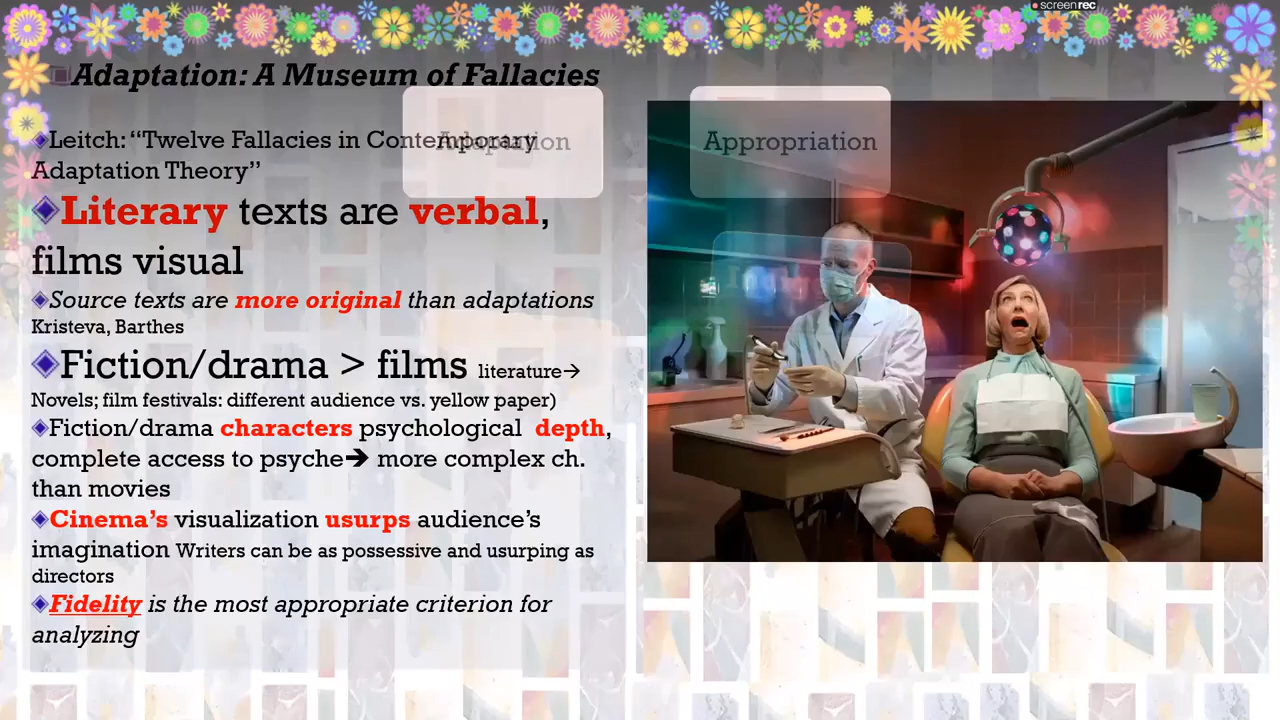 screenrec
Adaptation: A Museum of Fallacies
Leitch: “Twelve Fallacies in Contemporary
Adaptation Theory”
Literary texts are verbal,
films visual
Source texts are more original than adaptations
Kristeva, Barthes
Fiction/drama > films literature→
Novels; film festivals: different audience vs. yellow paper)
Fiction/drama characters psychological depth,
complete access to psyche➔ more complex ch.
than movies
Cinema’s visualization usurps audience’s
imagination Writers can be as possessive and usurping as
directors
Fidelity is the most appropriate criterion for
analyzing
Adaptation
Appropriation